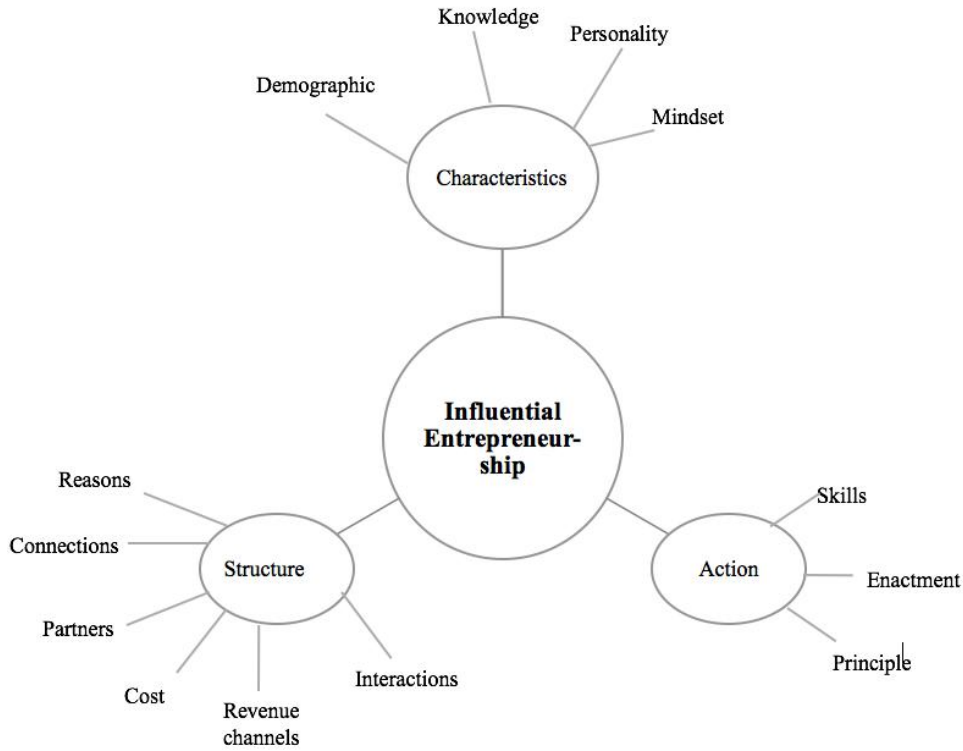 Knowledge
Personality
Demographic
Mindset
Characteristics
Influential
Entrepreneur-
ship
Reasons
Connections
Structure
Partners
Cost
Revenue
channels
Interactions
Skills
Action
Enactment
Principle